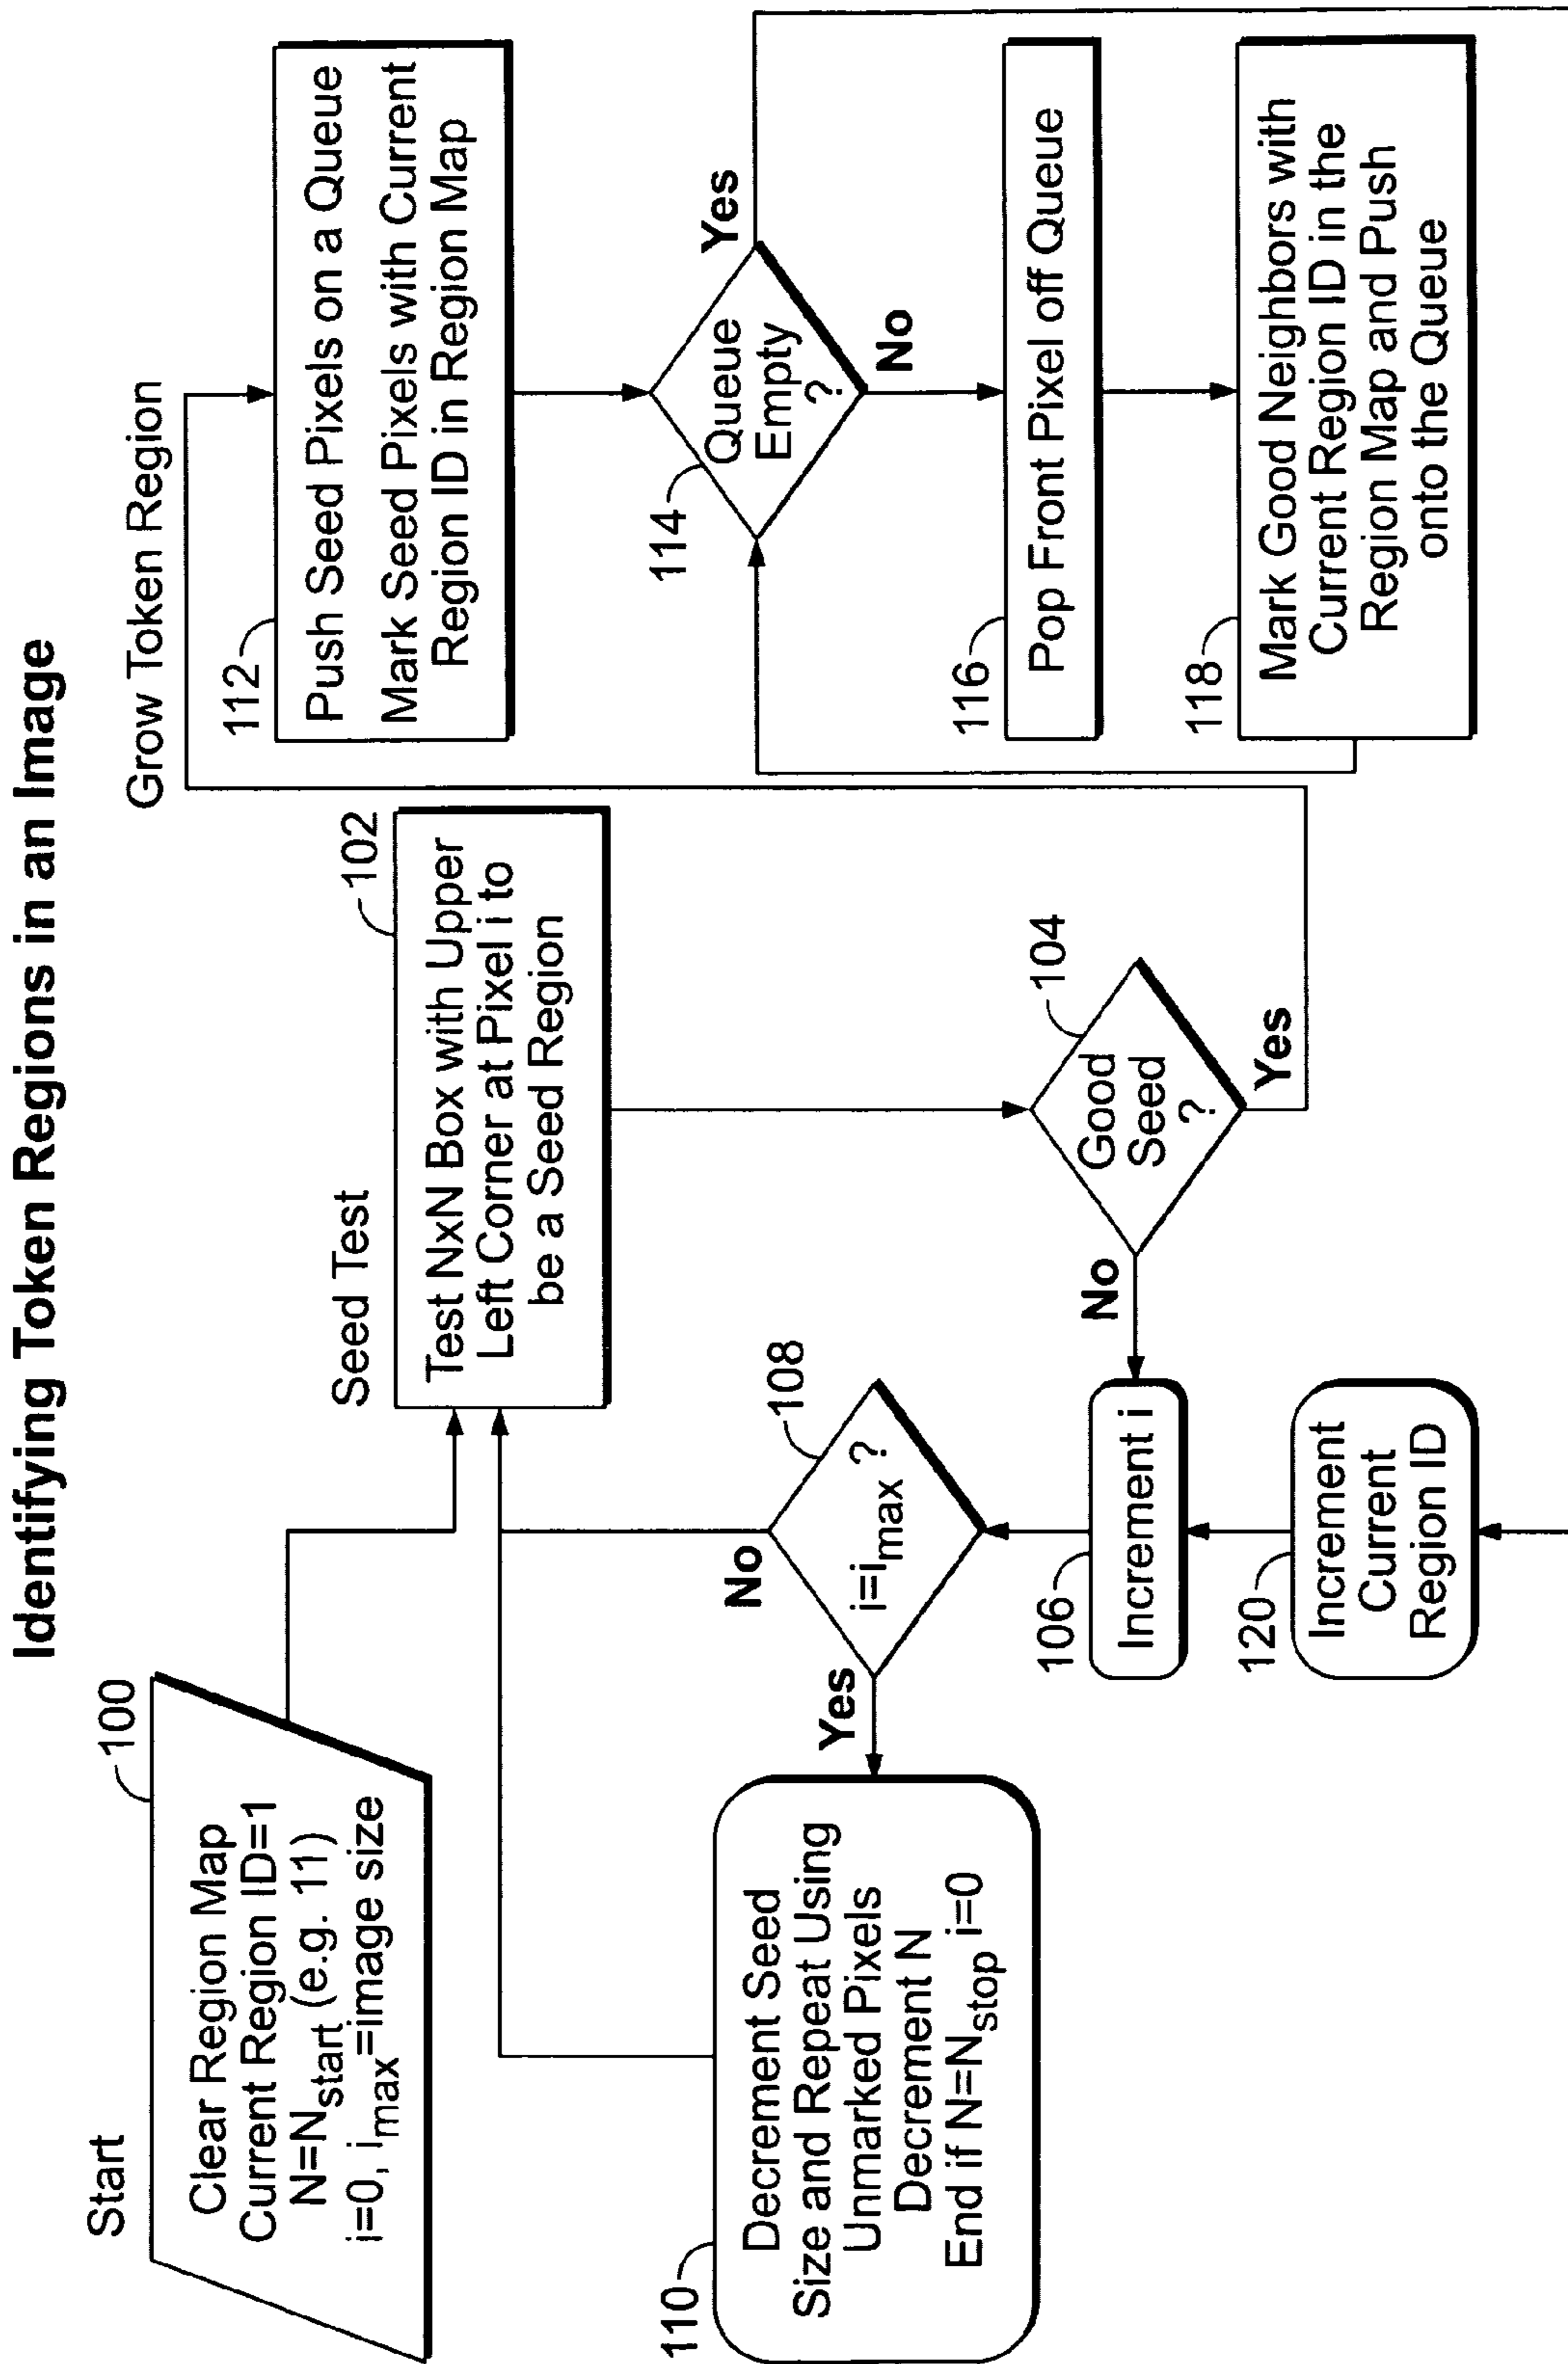 Identifying Token Regions in an Image
Start
100
Clear Region Map
Current Region ID=1
N=Nstart (e.g. 11)
i=0, imax=image size
Seed Test
102
Test NxN Box with Upper
Left Corner at Pixel i to
be a Seed Region
104
Good
Seed
?
Yes
No
106
Increment i
108
i=imax ?
No
Yes
110
Decrement Seed
Size and Repeat Using
Unmarked Pixels
Decrement N
End if N=Nstop i=0
Grow Token Region
112
Push Seed Pixels on a Queue
Mark Seed Pixels with Current
Region ID in Region Map
114
Queue
Empty
?
Yes
No
116
Pop Front Pixel off Queue
118
Mark Good Neighbors with
Current Region ID in the
Region Map and Push
onto the Queue
120
Increment
Current
Region ID